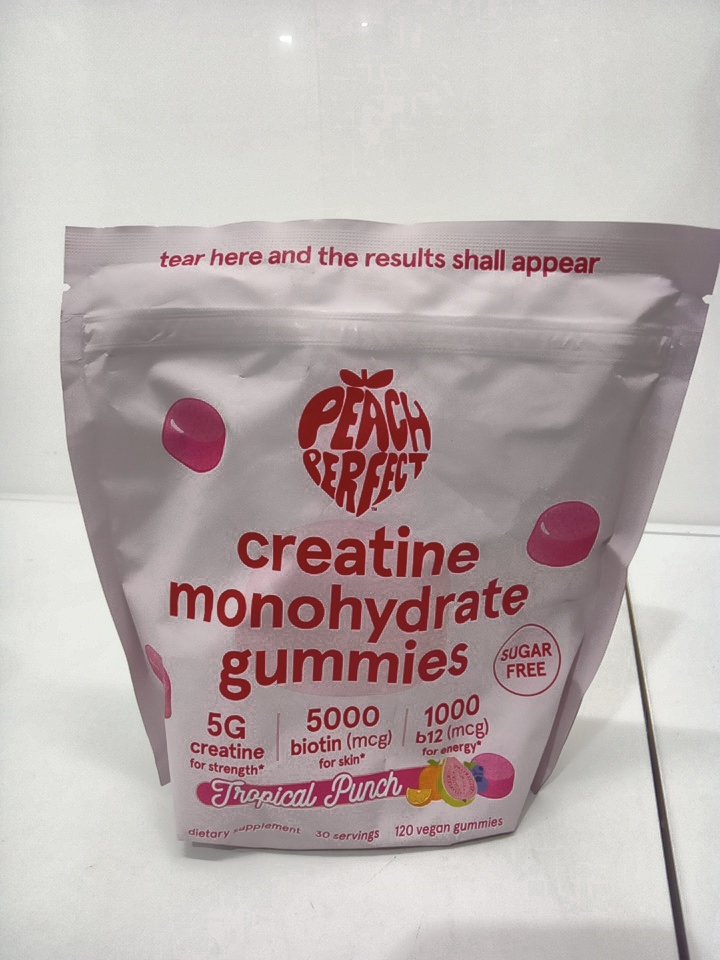 tear here and the results shall appear
PEACH
PERFECT
™
creatine
monohydrate
gummies
SUGAR
FREE
5G
creatine
for strength*
5000
biotin (mcg)
for skin*
1000
b12 (mcg)
for energy*
Tropical Punch
dietary supplement 30 servings 120 vegan gummies